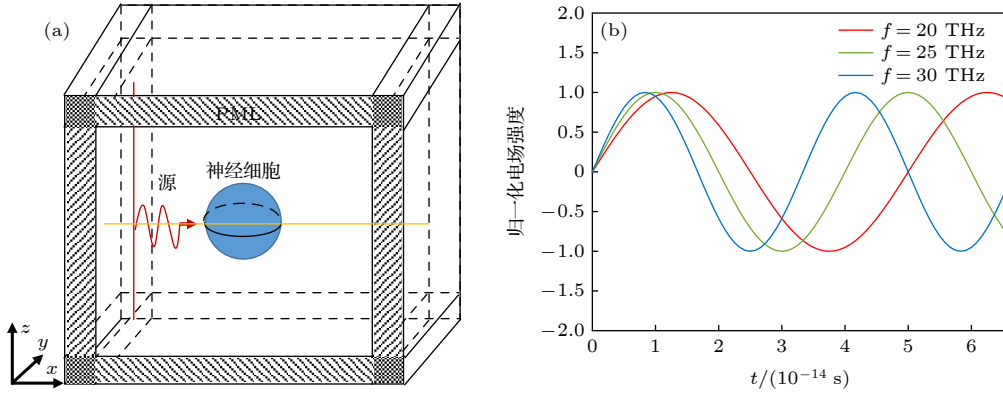 (a)
PML
源
神经细胞
z
y
x
(b)
f = 20 THz
f = 25 THz
f = 30 THz
归一化电场强度
2.0
1.5
1.0
0.5
0
−0.5
−1.0
−1.5
−2.0
0 1 2 3 4 5 6
t/(10⁻¹⁴ s)